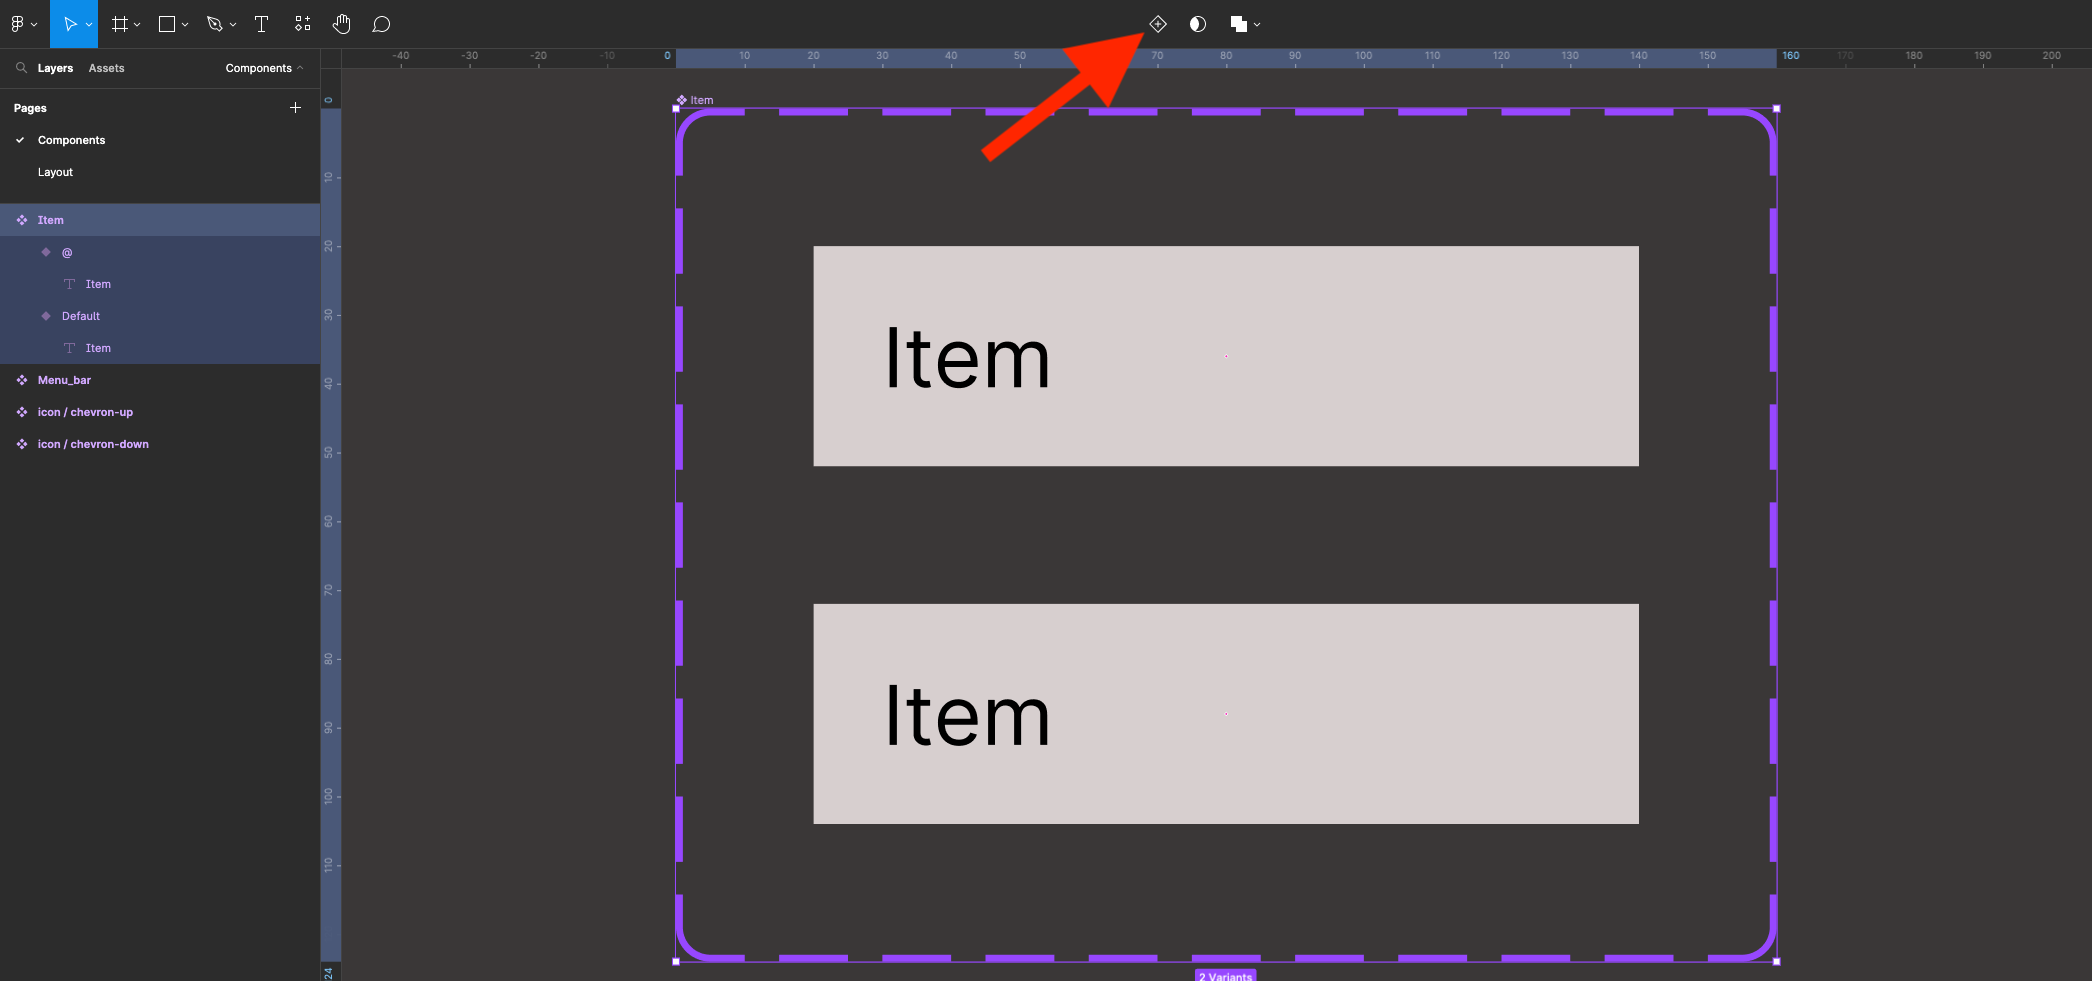 -40 -30 -20 -10 0 10 20 30 40 50 70 80 90 100 110 120 130 140 150 160 170 180 190 200
Layers Assets Components
Pages
Components
Layout
Item
@
Item
Default
Item
Menu_bar
icon / chevron-up
icon / chevron-down
0
10
20
30
40
50
60
70
80
90
100
110
24
Item
Item
Item
2 Variants